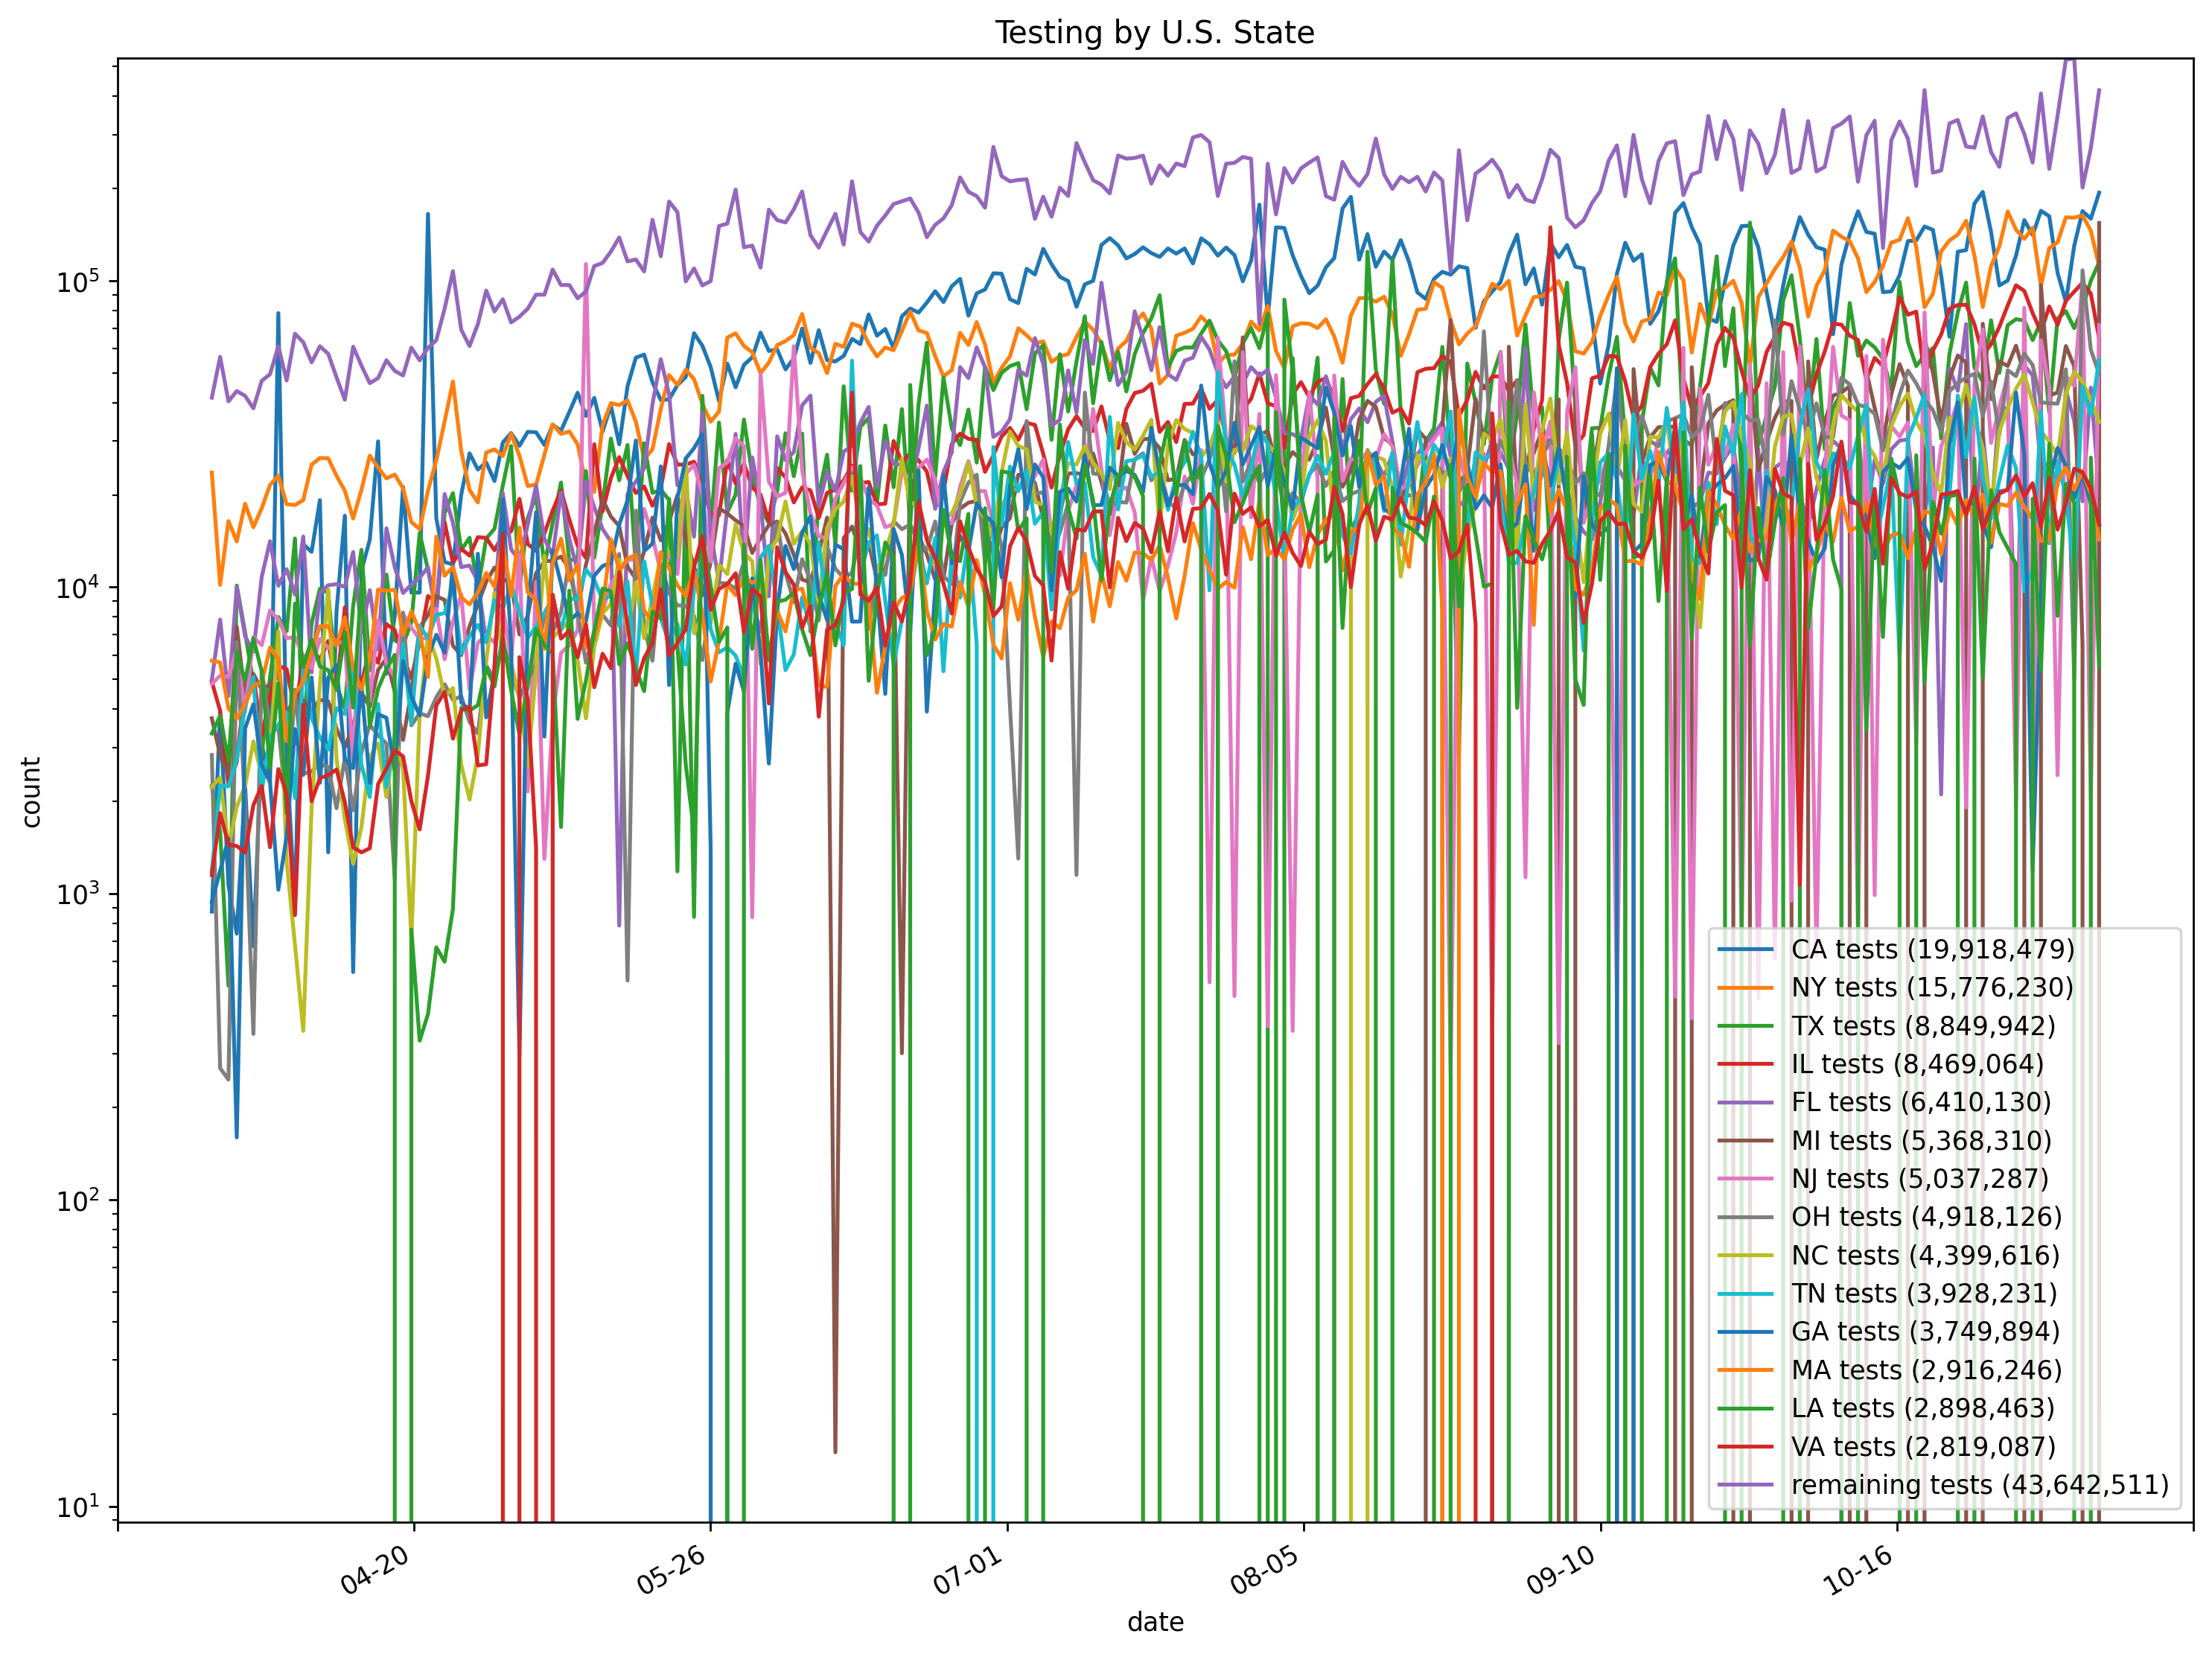 Testing by U.S. State
count
10^5
10^4
10^3
10^2
10^1
CA tests (19,918,479)
NY tests (15,776,230)
TX tests (8,849,942)
IL tests (8,469,064)
FL tests (6,410,130)
MI tests (5,368,310)
NJ tests (5,037,287)
OH tests (4,918,126)
NC tests (4,399,616)
TN tests (3,928,231)
GA tests (3,749,894)
MA tests (2,916,246)
LA tests (2,898,463)
VA tests (2,819,087)
remaining tests (43,642,511)
04-20
05-26
07-01
08-05
09-10
10-16
date